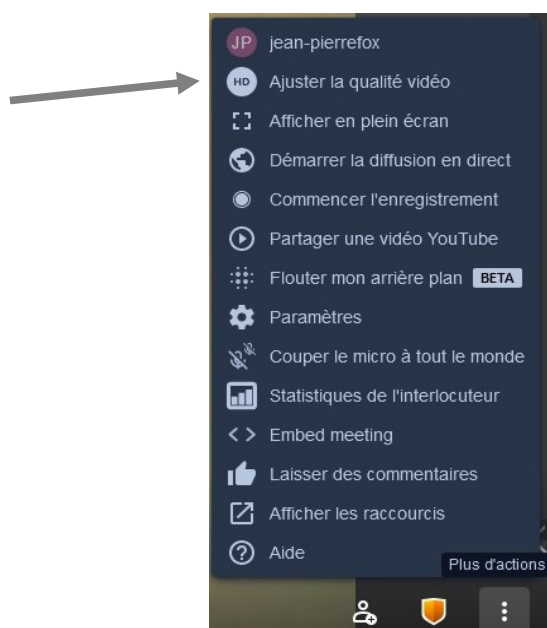 JP jean-pierrefox
HD Ajuster la qualité vidéo
Afficher en plein écran
Démarrer la diffusion en direct
Commencer l'enregistrement
Partager une vidéo YouTube
Flouter mon arrière plan BETA
Paramètres
Couper le micro à tout le monde
Statistiques de l'interlocuteur
Embed meeting
Laisser des commentaires
Afficher les raccourcis
Aide
Plus d'actions